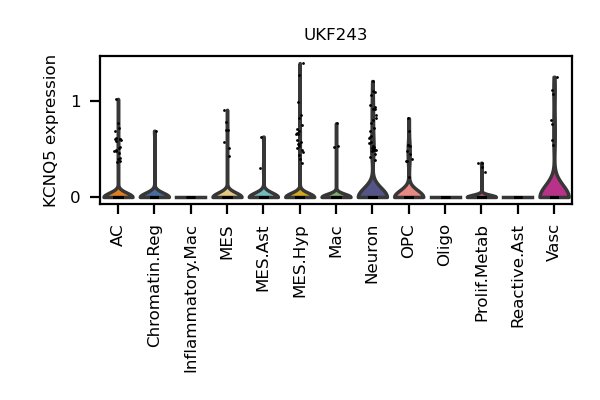 UKF243
KCNQ5 expression
1
0
AC
Chromatin.Reg
Inflammatory.Mac
MES
MES.Ast
MES.Hyp
Mac
Neuron
OPC
Oligo
Prolif.Metab
Reactive.Ast
Vasc